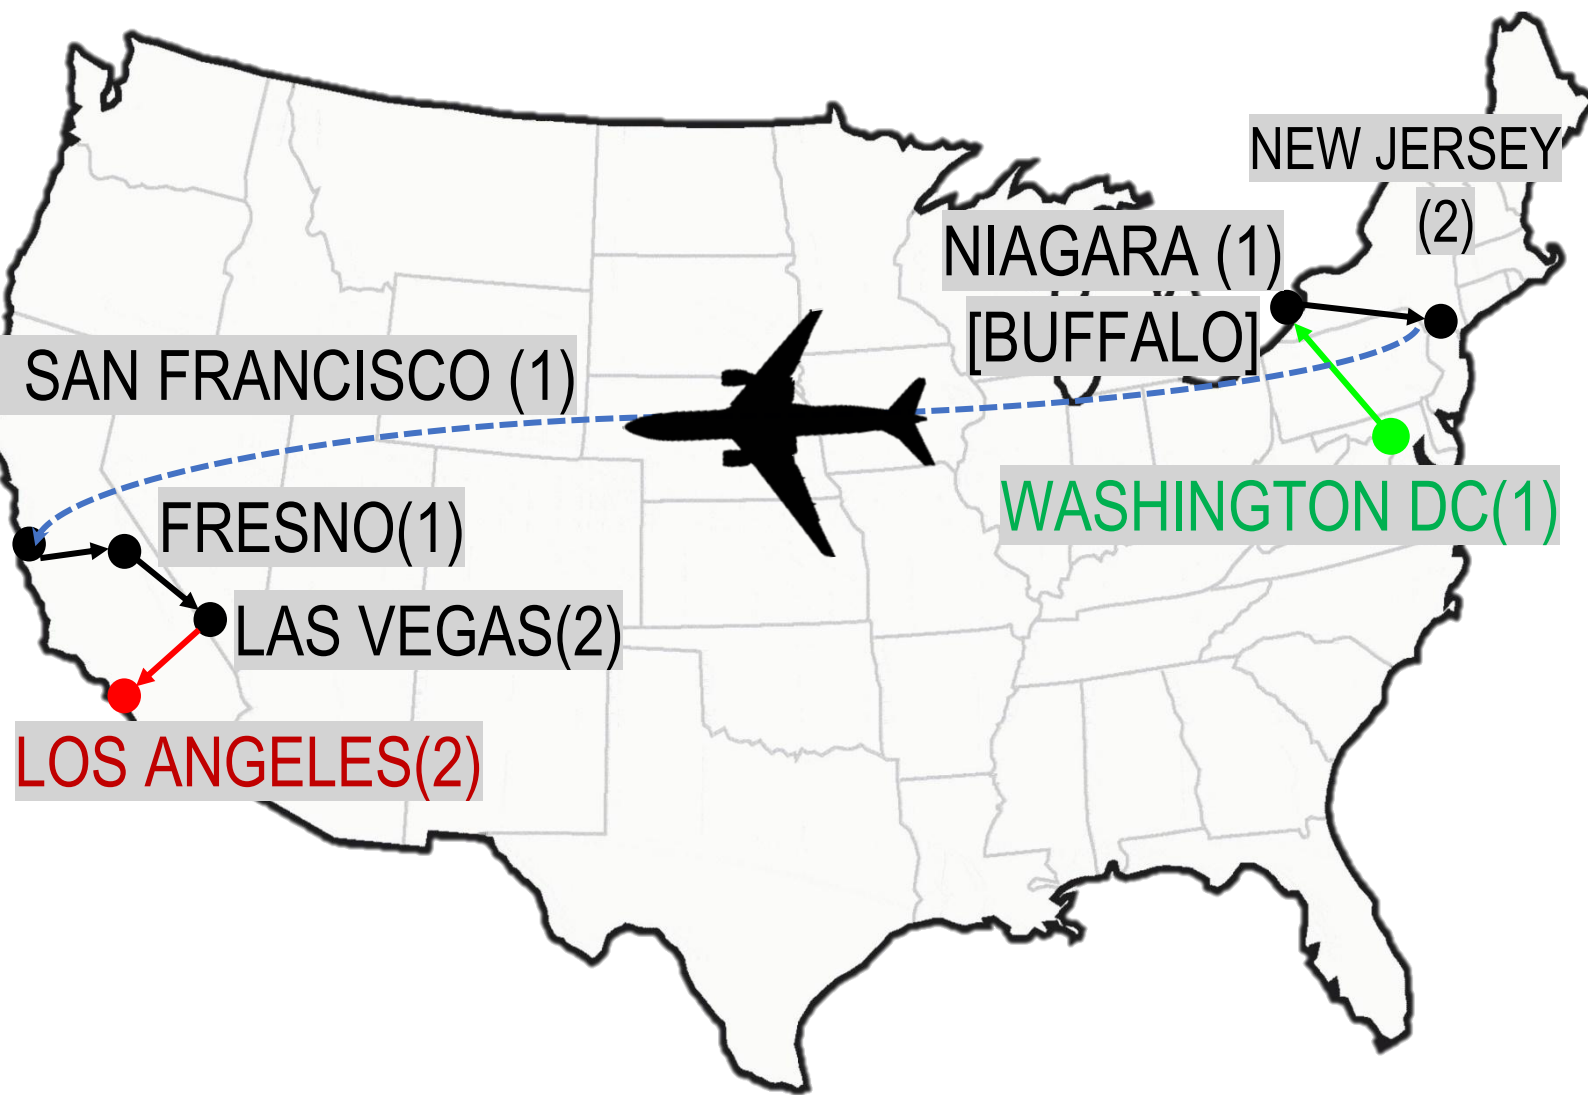 NEW JERSEY
(2)
NIAGARA (1)
[BUFFALO]
SAN FRANCISCO (1)
WASHINGTON DC(1)
FRESNO(1)
LAS VEGAS(2)
LOS ANGELES(2)